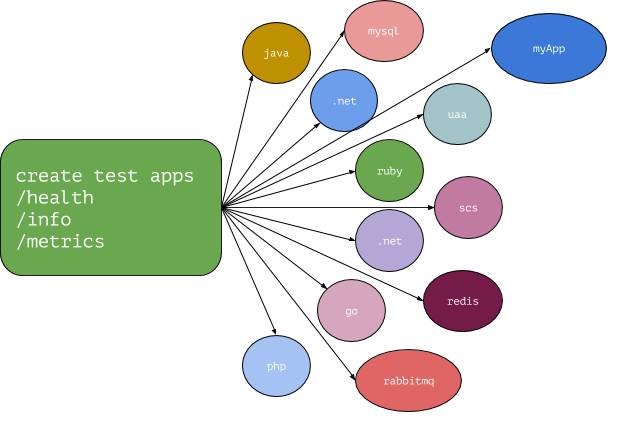 create test apps
/health
/info
/metrics
java
mysql
myApp
.net
uaa
ruby
scs
.net
redis
go
php
rabbitmq